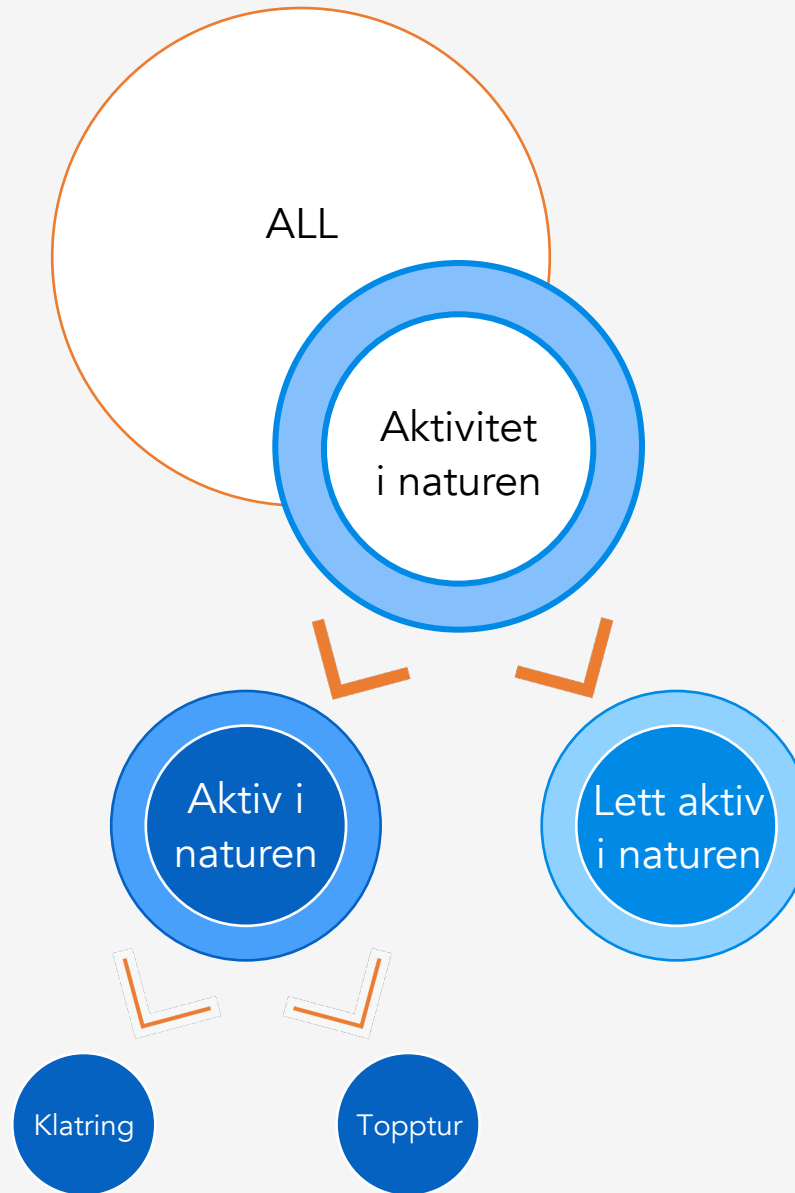 ALL
Aktivitet
i naturen
Aktiv i
naturen
Lett aktiv
i naturen
Klatring
Topptur